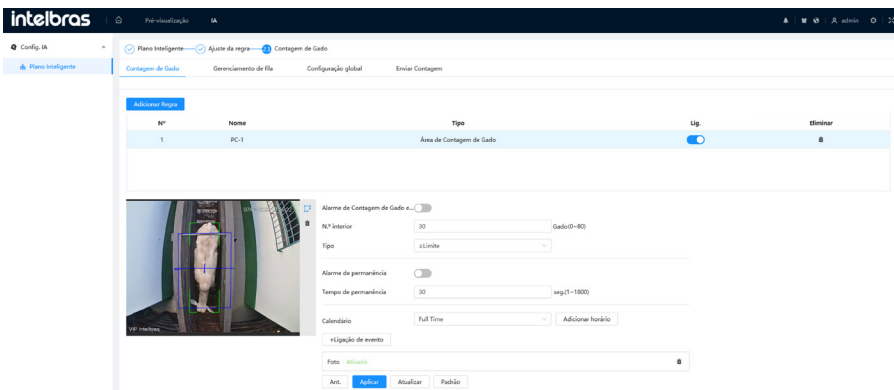 intelbras
Pré-visualização IA admin
Config. IA
Plano Inteligente
Plano Inteligente Ajuste da regra Contagem de Gado
Contagem de Gado Gerenciamento de fila Configuração global Enviar Contagem
Adicionar Regra
Nº Nome Tipo Lig. Eliminar
1 PC-1 Área de Contagem de Gado
Alarme de Contagem de Gado e...
N.º interior 30 Gado(0~80)
Tipo ≥Limite
Alarme de permanência
Tempo de permanência 30 seg.(1~1800)
Calendário Full Time Adicionar horário
+Ligação de evento
VIP Intelbras
Foto Ativado
Ant. Aplicar Atualizar Padrão